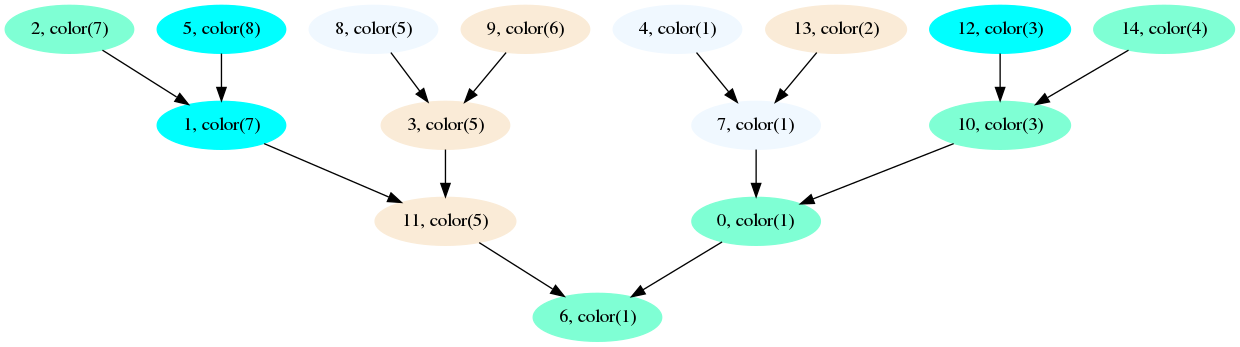 2, color(7)
5, color(8)
8, color(5)
9, color(6)
4, color(1)
13, color(2)
12, color(3)
14, color(4)
1, color(7)
3, color(5)
7, color(1)
10, color(3)
11, color(5)
0, color(1)
6, color(1)